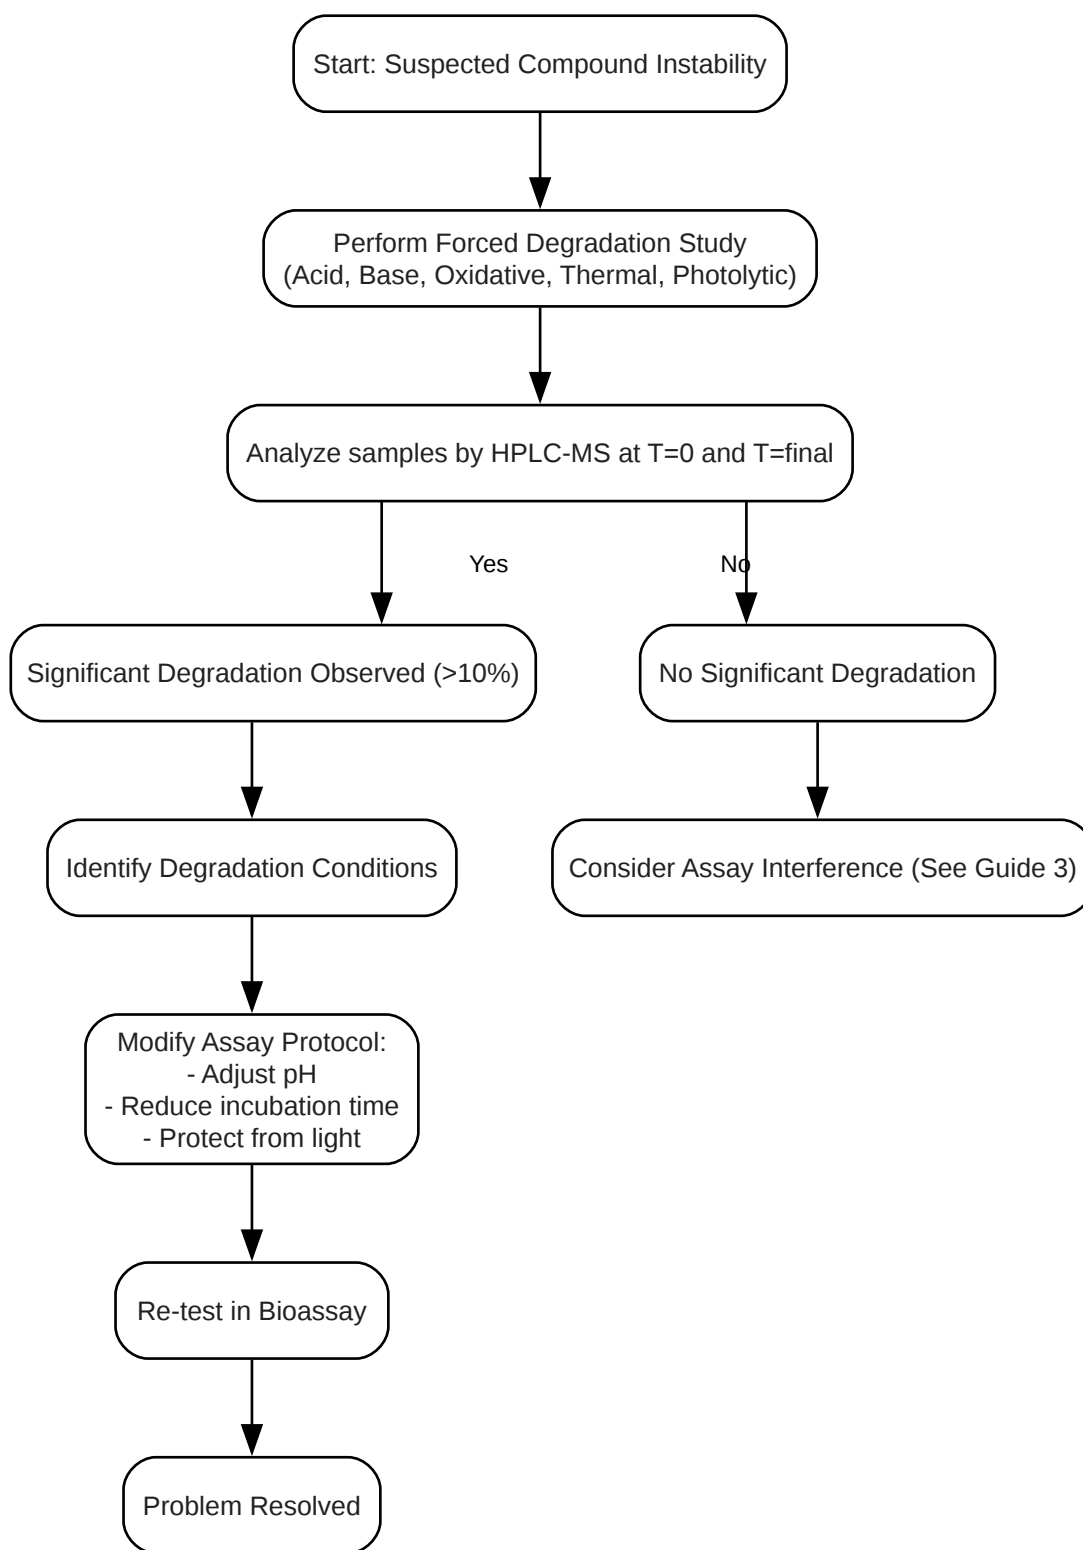 Start: Suspected Compound Instability
Perform Forced Degradation Study
(Acid, Base, Oxidative, Thermal, Photolytic)
Analyze samples by HPLC-MS at T=0 and T=final
Yes
No
Significant Degradation Observed (>10%)
No Significant Degradation
Identify Degradation Conditions
Consider Assay Interference (See Guide 3)
Modify Assay Protocol:
- Adjust pH
- Reduce incubation time
- Protect from light
Re-test in Bioassay
Problem Resolved